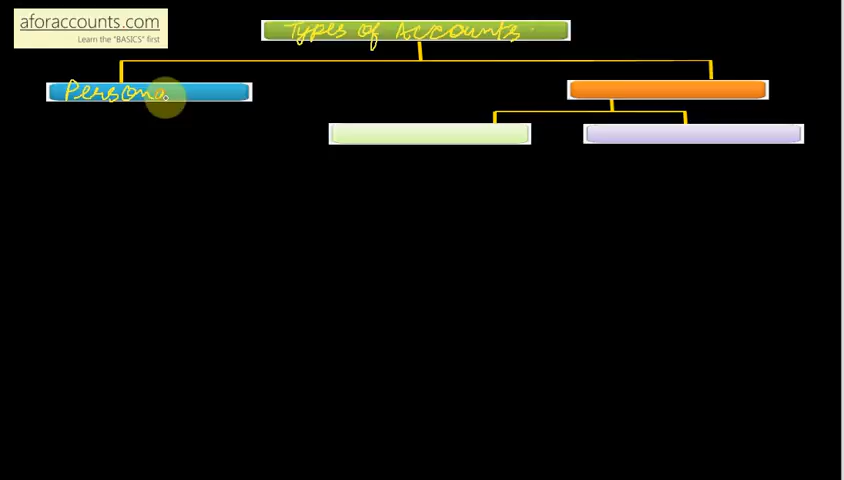 aforaccounts.com
Learn the "BASICS" first
Types of Accounts
Persona